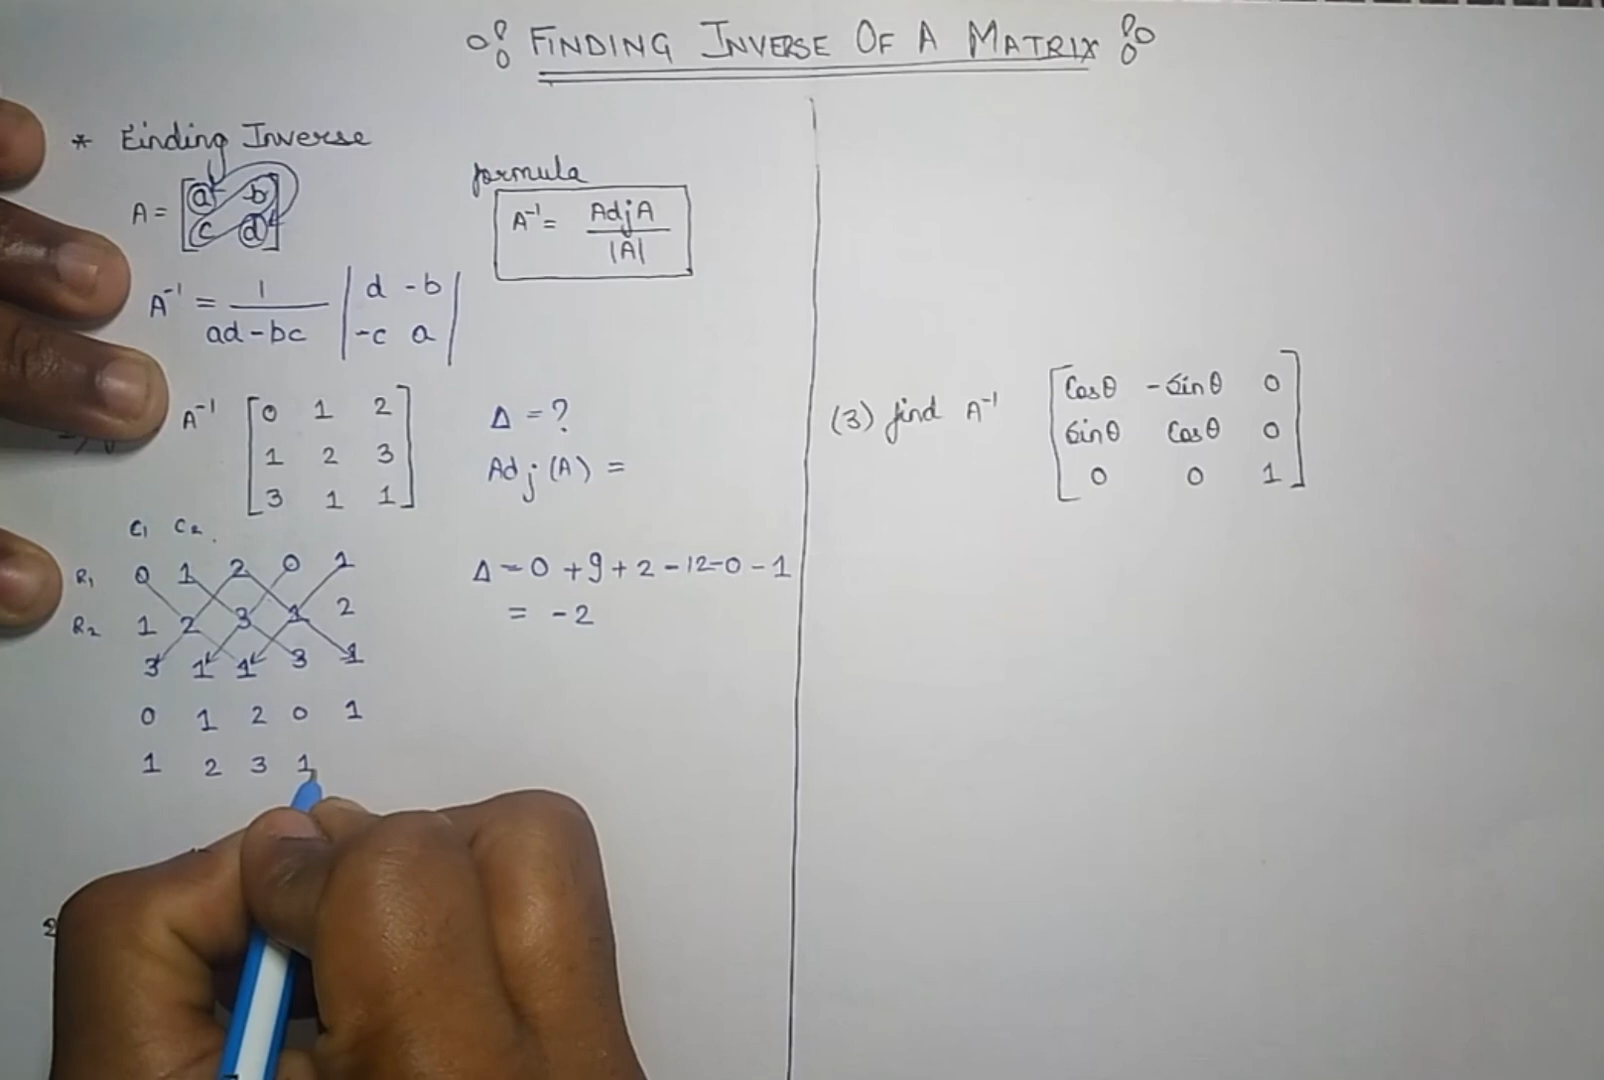 FINDING INVERSE OF A MATRIX
* Finding Inverse
A = [a b
c d]
formula
A⁻¹ = AdjA
|A|
A⁻¹ = 1 | d -b |
ad-bc | -c a |
A⁻¹ [0 1 2
1 2 3
3 1 1]
Δ = ?
Adj(A) =
C₁ C₂
R₁ 0 1 2 0 1
R₂ 1 2 3 1 2
3 1 1 3 1
0 1 2 0 1
1 2 3 1
Δ = 0 + 9 + 2 - 12 - 0 - 1
= -2
(3) find A⁻¹ [Cosθ -Sinθ 0
Sinθ Cosθ 0
0 0 1]